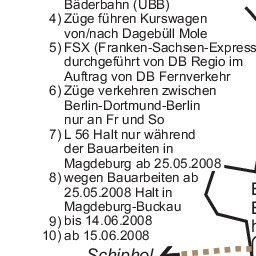 Bäderbahn (UBB)
4) Züge führen Kurswagen
von/nach Dagebüll Mole
5) FSX (Franken-Sachsen-Express
durchgeführt von DB Regio im
Auftrag von DB Fernverkehr
6) Züge verkehren zwischen
Berlin-Dortmund-Berlin
nur an Fr und So
7) L 56 Halt nur während
der Bauarbeiten in
Magdeburg ab 25.05.2008
8) wegen Bauarbeiten ab
25.05.2008 Halt in
Magdeburg-Buckau
9) bis 14.06.2008
10) ab 15.06.2008
Schiphol